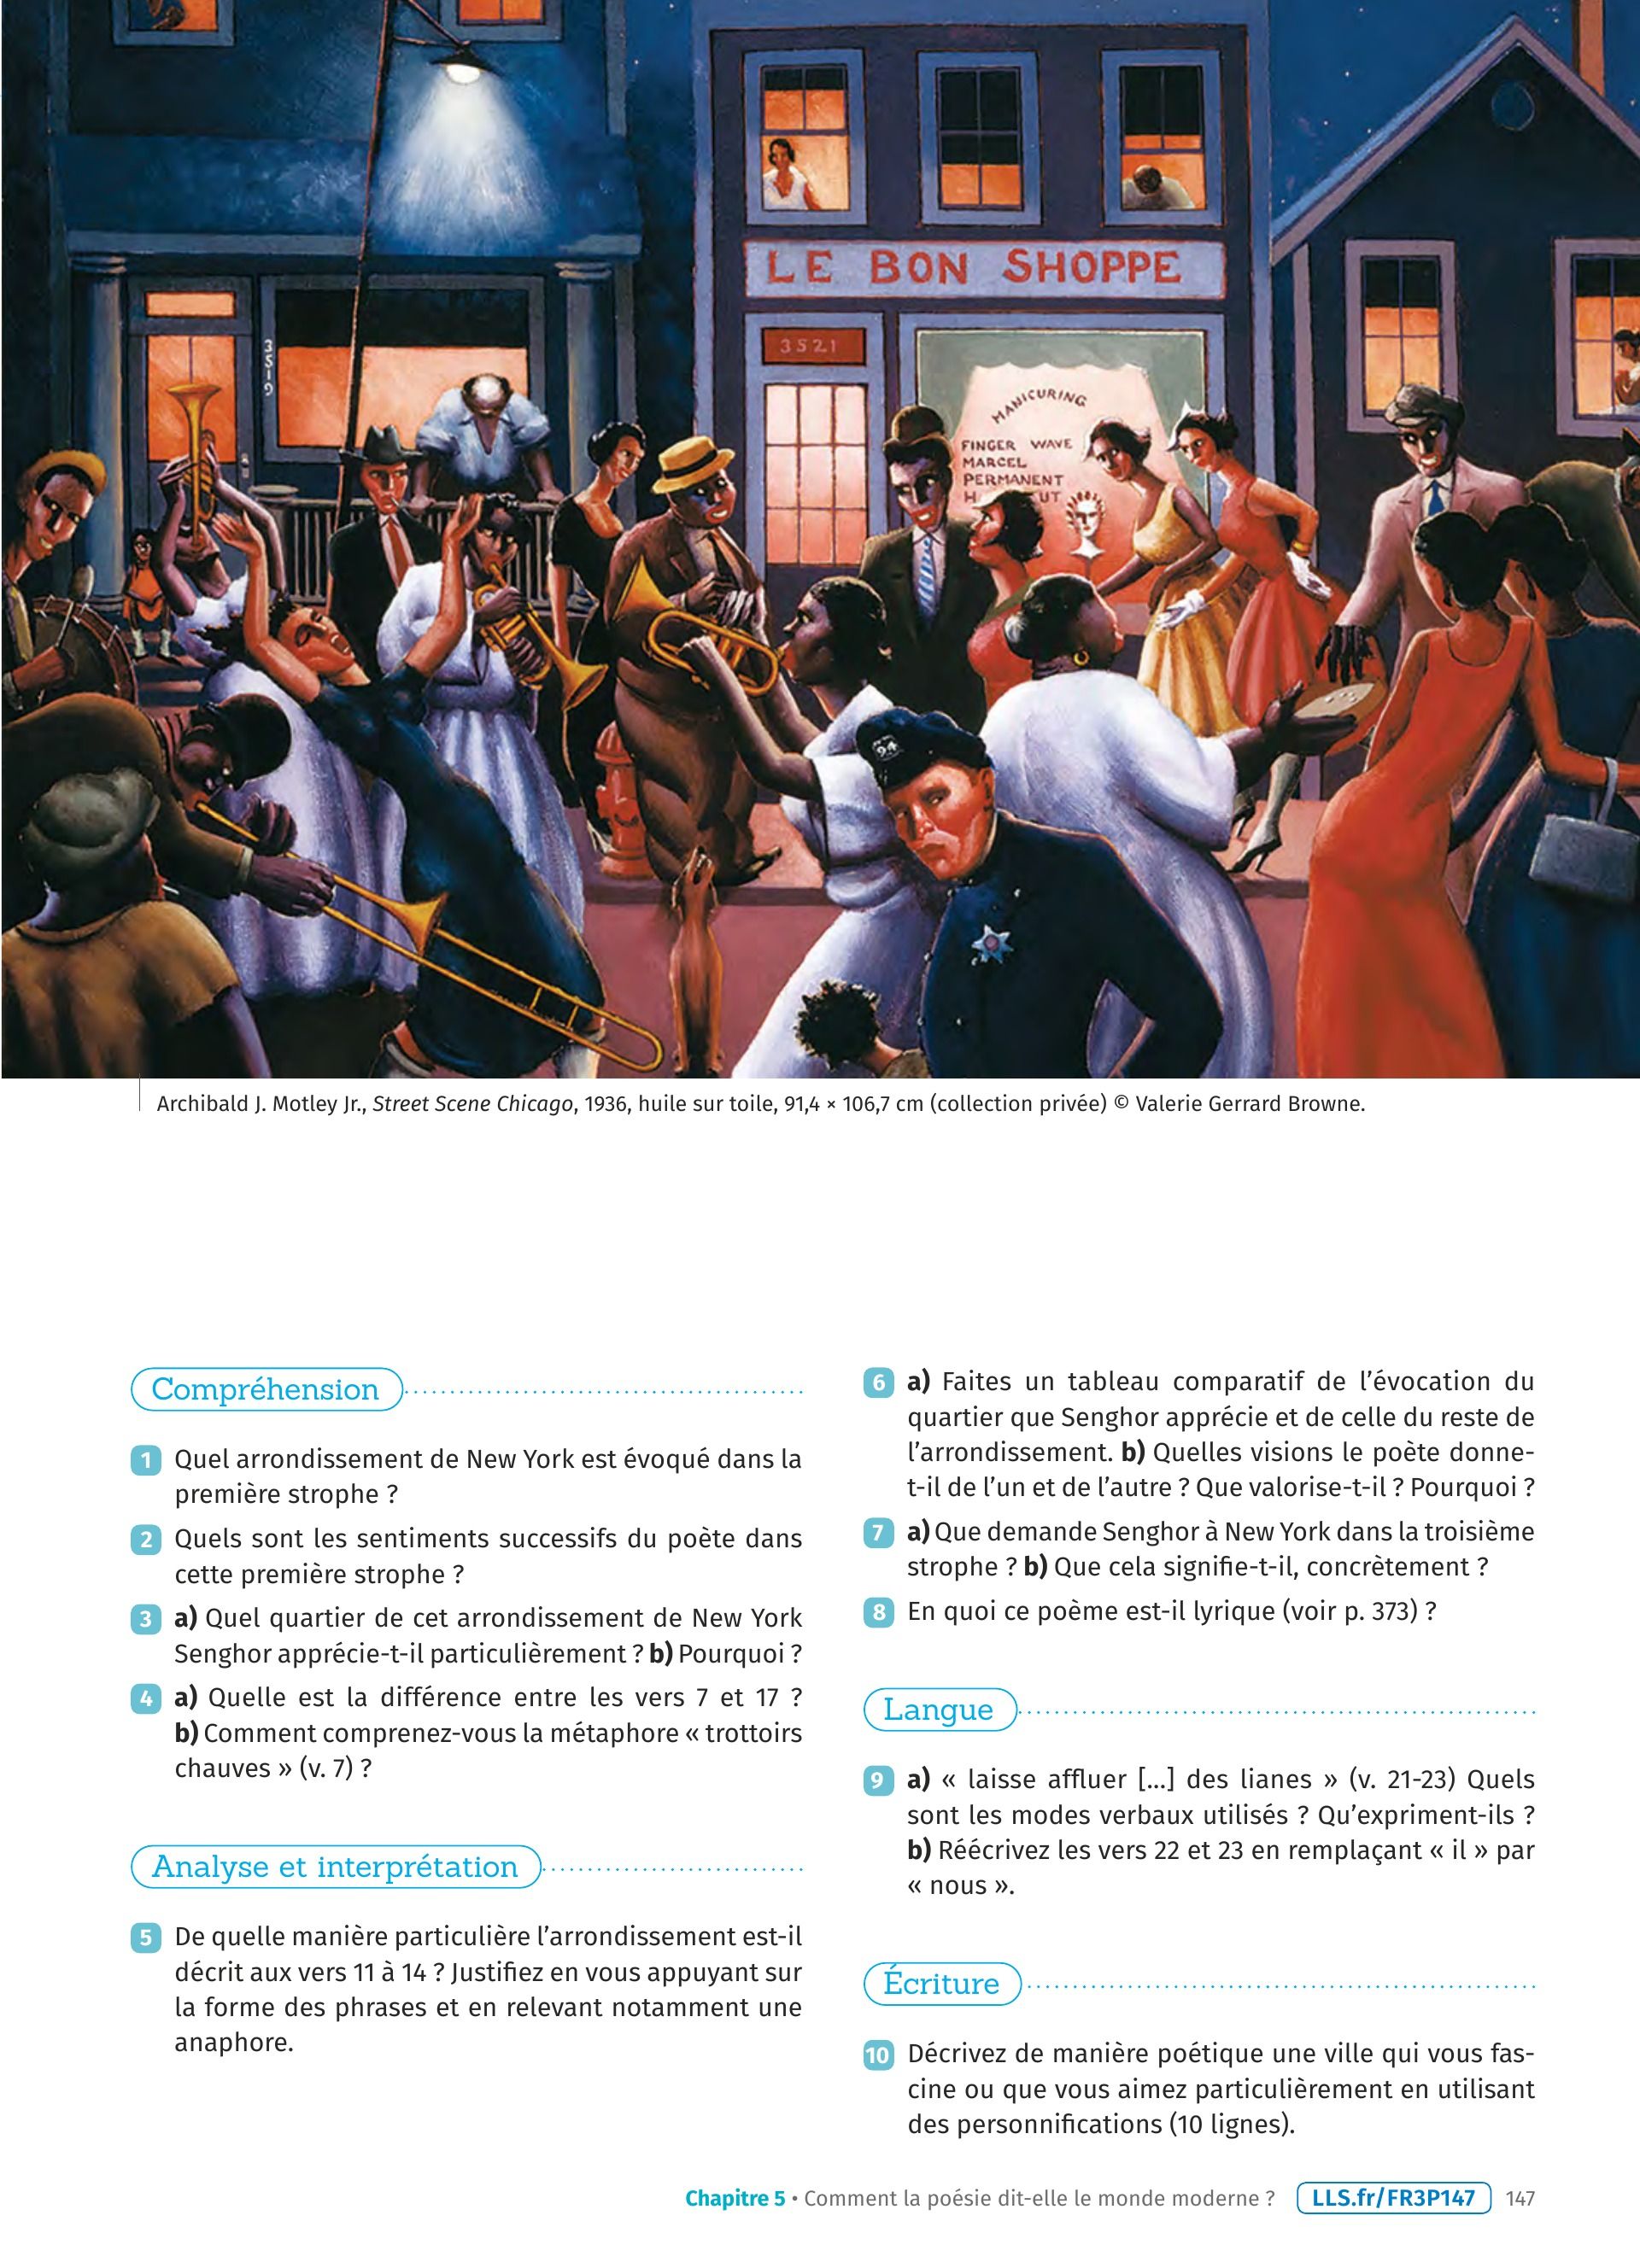 LE BON SHOPPE
3519
3521
MANICURING
FINGER WAVE
MARCEL
PERMANENT
94
Archibald J. Motley Jr., Street Scene Chicago, 1936, huile sur toile, 91,4 × 106,7 cm (collection privée) © Valerie Gerrard Browne.
Compréhension
1 Quel arrondissement de New York est évoqué dans la
première strophe ?
2 Quels sont les sentiments successifs du poète dans
cette première strophe ?
3 a) Quel quartier de cet arrondissement de New York
Senghor apprécie-t-il particulièrement ? b) Pourquoi ?
4 a) Quelle est la différence entre les vers 7 et 17 ?
b) Comment comprenez-vous la métaphore « trottoirs
chauves » (v. 7) ?
Analyse et interprétation
5 De quelle manière particulière l'arrondissement est-il
décrit aux vers 11 à 14 ? Justifiez en vous appuyant sur
la forme des phrases et en relevant notamment une
anaphore.
6 a) Faites un tableau comparatif de l'évocation du
quartier que Senghor apprécie et de celle du reste de
l'arrondissement. b) Quelles visions le poète donne-
t-il de l'un et de l'autre ? Que valorise-t-il ? Pourquoi ?
7 a) Que demande Senghor à New York dans la troisième
strophe ? b) Que cela signifie-t-il, concrètement ?
8 En quoi ce poème est-il lyrique (voir p. 373) ?
Langue
9 a) « laisse affluer [...] des lianes » (v. 21-23) Quels
sont les modes verbaux utilisés ? Qu'expriment-ils ?
b) Réécrivez les vers 22 et 23 en remplaçant « il » par
« nous ».
Écriture
10 Décrivez de manière poétique une ville qui vous fas-
cine ou que vous aimez particulièrement en utilisant
des personnifications (10 lignes).
Chapitre 5 • Comment la poésie dit-elle le monde moderne ? LLS.fr/FR3P147 147